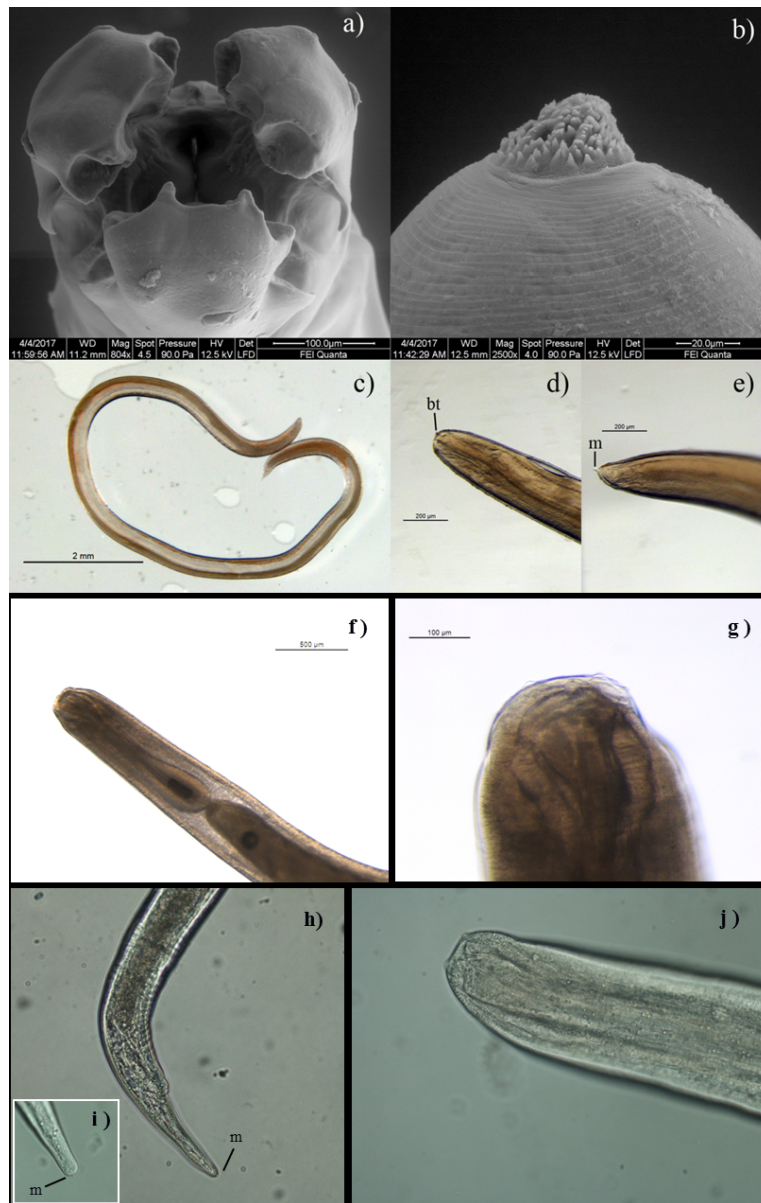 a)
b)
4/4/2017 WD Mag Spot Pressure HV Det 100.0µm
11:59:56 AM 11.2 mm 804x 4.5 90.0 Pa 12.5 kV LFD FEI Quanta
4/4/2017 WD Mag Spot Pressure HV Det 20.0µm
11:42:29 AM 12.5 mm 2500x 4.5 90.0 Pa 12.5 kV LFD FEI Quanta
c)
2 mm
d)
bt
200 µm
e)
200 µm
m
f )
500 µm
g )
100 µm
h)
m
i )
m
j )